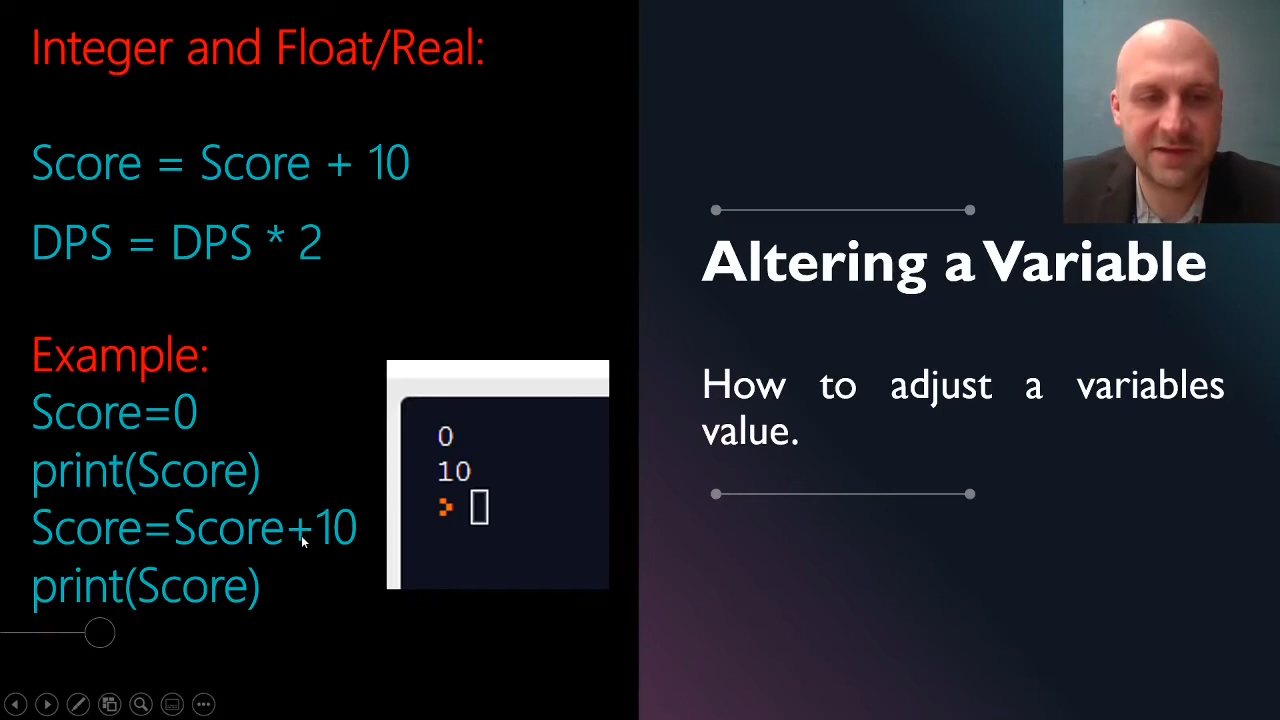 Integer and Float/Real:
Score = Score + 10
DPS = DPS * 2
Example:
Score=0
print(Score)
Score=Score+10
print(Score)
0
10
>
Altering a Variable
How to adjust a variables
value.